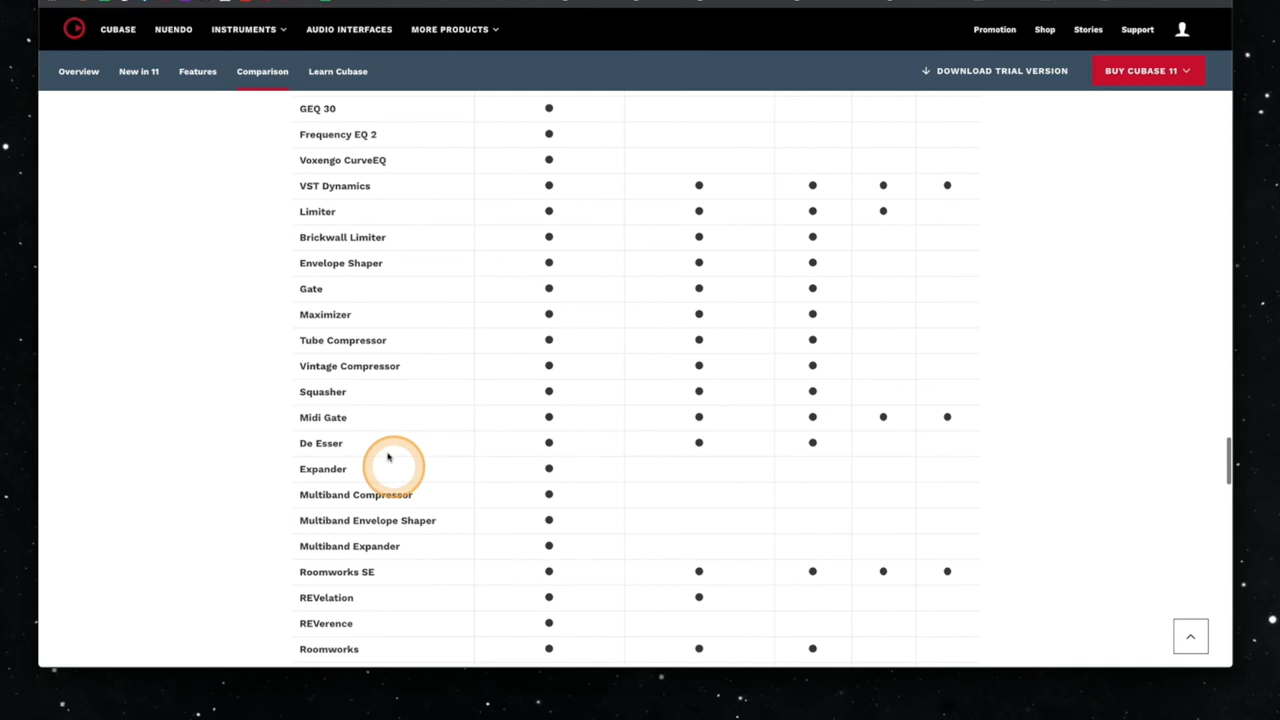 CUBASE NUENDO INSTRUMENTS AUDIO INTERFACES MORE PRODUCTS Promotion Shop Stories Support
Overview New in 11 Features Comparison Learn Cubase DOWNLOAD TRIAL VERSION BUY CUBASE 11
GEQ 30
Frequency EQ 2
Voxengo CurveEQ
VST Dynamics
Limiter
Brickwall Limiter
Envelope Shaper
Gate
Maximizer
Tube Compressor
Vintage Compressor
Squasher
Midi Gate
De Esser
Expander
Multiband Compressor
Multiband Envelope Shaper
Multiband Expander
Roomworks SE
REVelation
REVerence
Roomworks